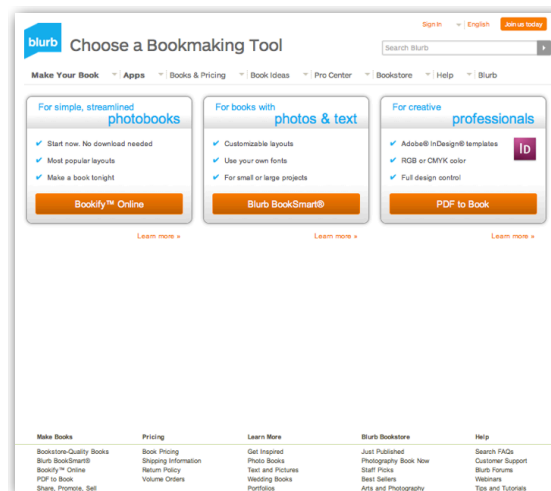 Sign in English Join us today
blurb Choose a Bookmaking Tool
Search Blurb
Make Your Book Apps Books & Pricing Book Ideas Pro Center Bookstore Help Blurb
For simple, streamlined
photobooks
Start now. No download needed
Most popular layouts
Make a book tonight
Bookify™ Online
Learn more »
For books with
photos & text
Customizable layouts
Use your own fonts
For small or large projects
Blurb BookSmart®
Learn more »
For creative
professionals
Adobe® InDesign® templates
RGB or CMYK color
Full design control
ID
PDF to Book
Learn more »
Make Books
Bookstore-Quality Books
Blurb BookSmart®
Bookify™ Online
PDF to Book
Share, Promote, Sell
Pricing
Book Pricing
Shipping Information
Return Policy
Volume Orders
Learn More
Get Inspired
Photo Books
Text and Pictures
Wedding Books
Portfolios
Blurb Bookstore
Just Published
Photography Book Now
Staff Picks
Best Sellers
Arts and Photography
Help
Search FAQs
Customer Support
Blurb Forums
Webinars
Tips and Tutorials